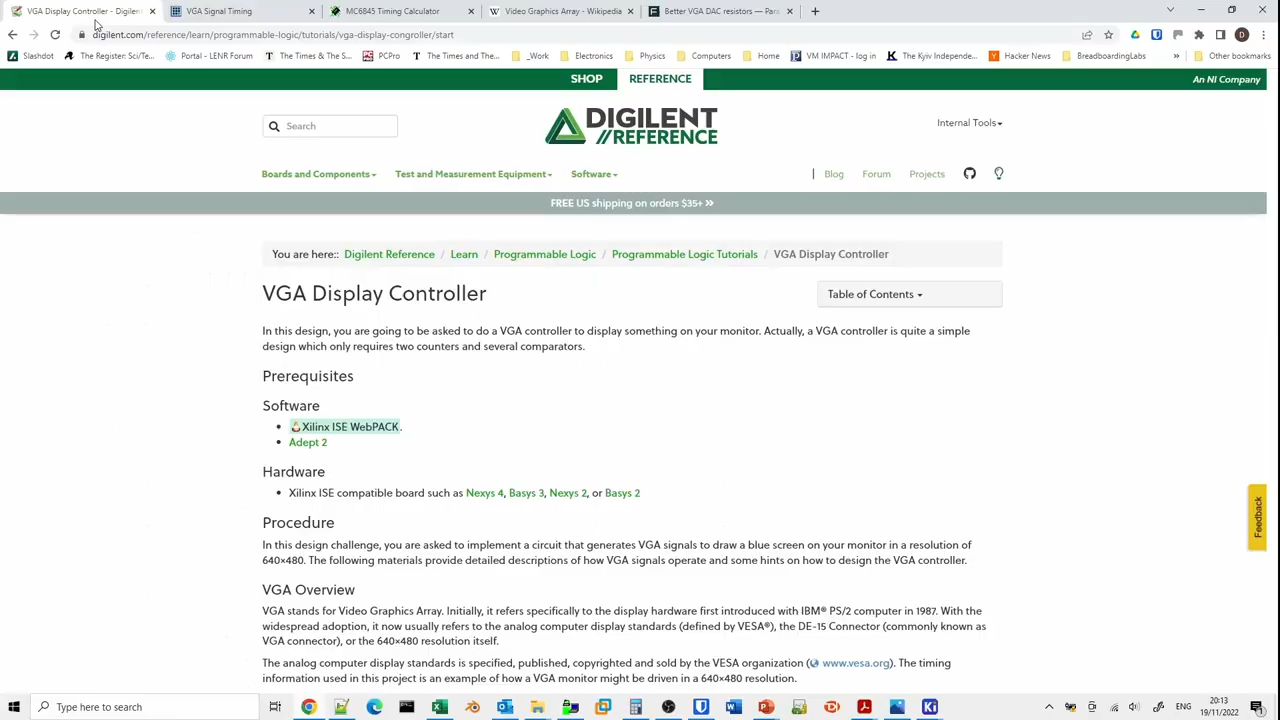 VGA Display Controller - Digilent
VGA Signal Timing
MC6845 Timing Calculator
Video Graphics Array - Wikipedia
Better VGA DAC resistors — Par
digilent.com/reference/learn/programmable-logic/tutorials/vga-display-congroller/start
Slashdot
The Register: Sci/Te...
Portal - LENR Forum
The Times & The S...
PCPro
The Times and The...
_Work
Electronics
Physics
Computers
Home
VM IMPACT - log in
The Kyiv Independe...
Hacker News
BreadboardingLabs
»
Other bookmarks
SHOP
REFERENCE
An NI Company
Search
DIGILENT
//REFERENCE
Internal Tools
Boards and Components
Test and Measurement Equipment
Software
| Blog
Forum
Projects
FREE US shipping on orders $35+ »
You are here:: Digilent Reference / Learn / Programmable Logic / Programmable Logic Tutorials / VGA Display Controller
VGA Display Controller
Table of Contents
In this design, you are going to be asked to do a VGA controller to display something on your monitor. Actually, a VGA controller is quite a simple
design which only requires two counters and several comparators.
Prerequisites
Software
• Xilinx ISE WebPACK.
• Adept 2
Hardware
• Xilinx ISE compatible board such as Nexys 4, Basys 3, Nexys 2, or Basys 2
Feedback
Procedure
In this design challenge, you are asked to implement a circuit that generates VGA signals to draw a blue screen on your monitor in a resolution of
640×480. The following materials provide detailed descriptions of how VGA signals operate and some hints on how to design the VGA controller.
VGA Overview
VGA stands for Video Graphics Array. Initially, it refers specifically to the display hardware first introduced with IBM® PS/2 computer in 1987. With the
widespread adoption, it now usually refers to the analog computer display standards (defined by VESA®), the DE-15 Connector (commonly known as
VGA connector), or the 640×480 resolution itself.
The analog computer display standards is specified, published, copyrighted and sold by the VESA organization (www.vesa.org). The timing
information used in this project is an example of how a VGA monitor might be driven in a 640×480 resolution.
Type here to search
Ki
ENG
20:13
19/11/2022